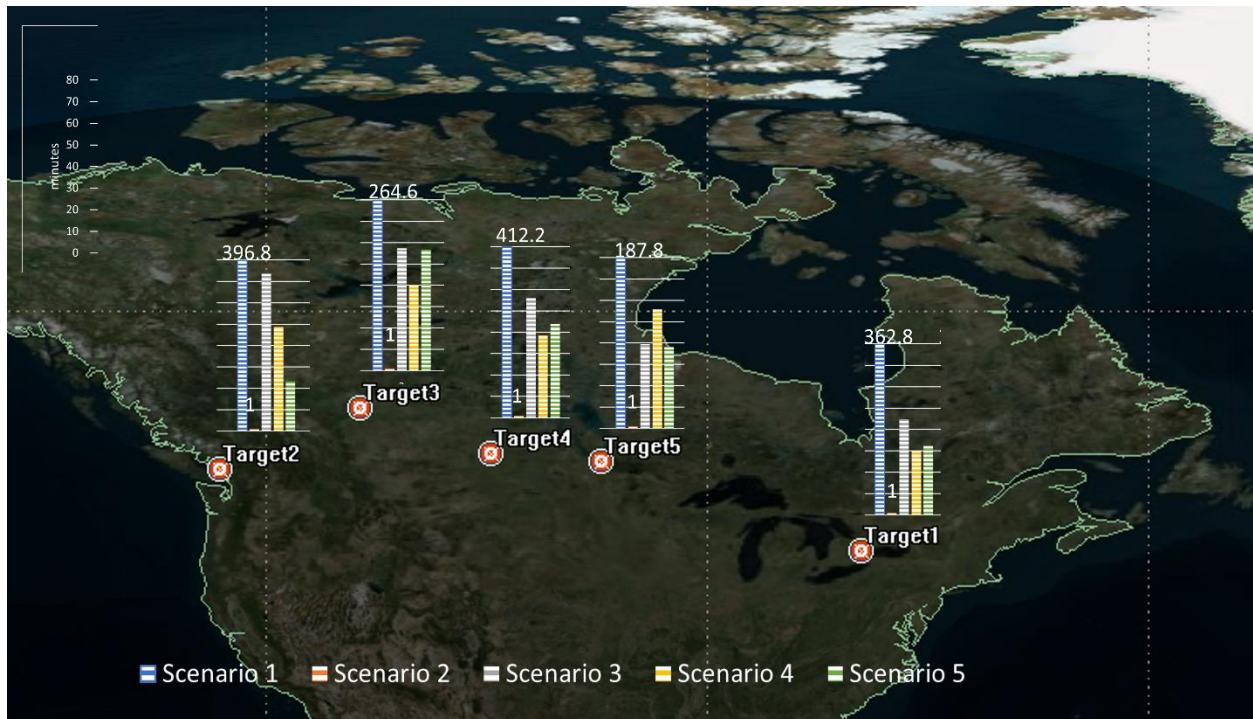 80
70
60
50
40
30
20
10
0
minutes
264.6
396.8
412.2
187.8
362.8
1
1
1
1
1
Target3
Target2
Target4
Target5
Target1
Scenario 1
Scenario 2
Scenario 3
Scenario 4
Scenario 5